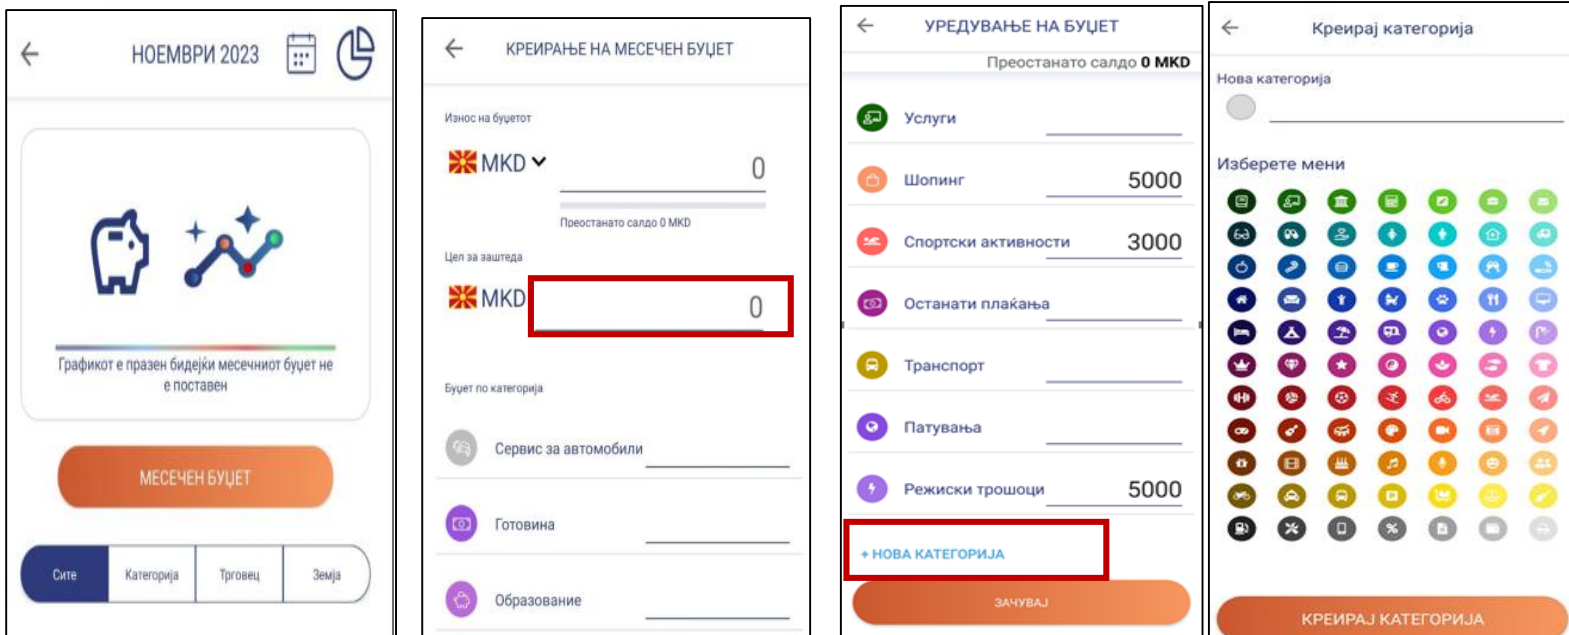 НОЕМВРИ 2023
Графикот е празен бидејќи месечниот буџет не
е поставен
МЕСЕЧЕН БУЏЕТ
Сите
Категорија
Трговец
Земја
КРЕИРАЊЕ НА МЕСЕЧЕН БУЏЕТ
Износ на буџетот
MKD
0
Преостанато салдо 0 MKD
Цел за заштеда
MKD
0
Буџет по категорија
Сервис за автомобили
Готовина
Образование
УРЕДУВАЊЕ НА БУЏЕТ
Преостанато салдо 0 MKD
Услуги
Шопинг 5000
Спортски активности 3000
Останати плаќања
Транспорт
Патувања
Режиски трошоци 5000
+ НОВА КАТЕГОРИЈА
ЗАЧУВАЈ
Креирај категорија
Нова категорија
Изберете мени
КРЕИРАЈ КАТЕГОРИЈА